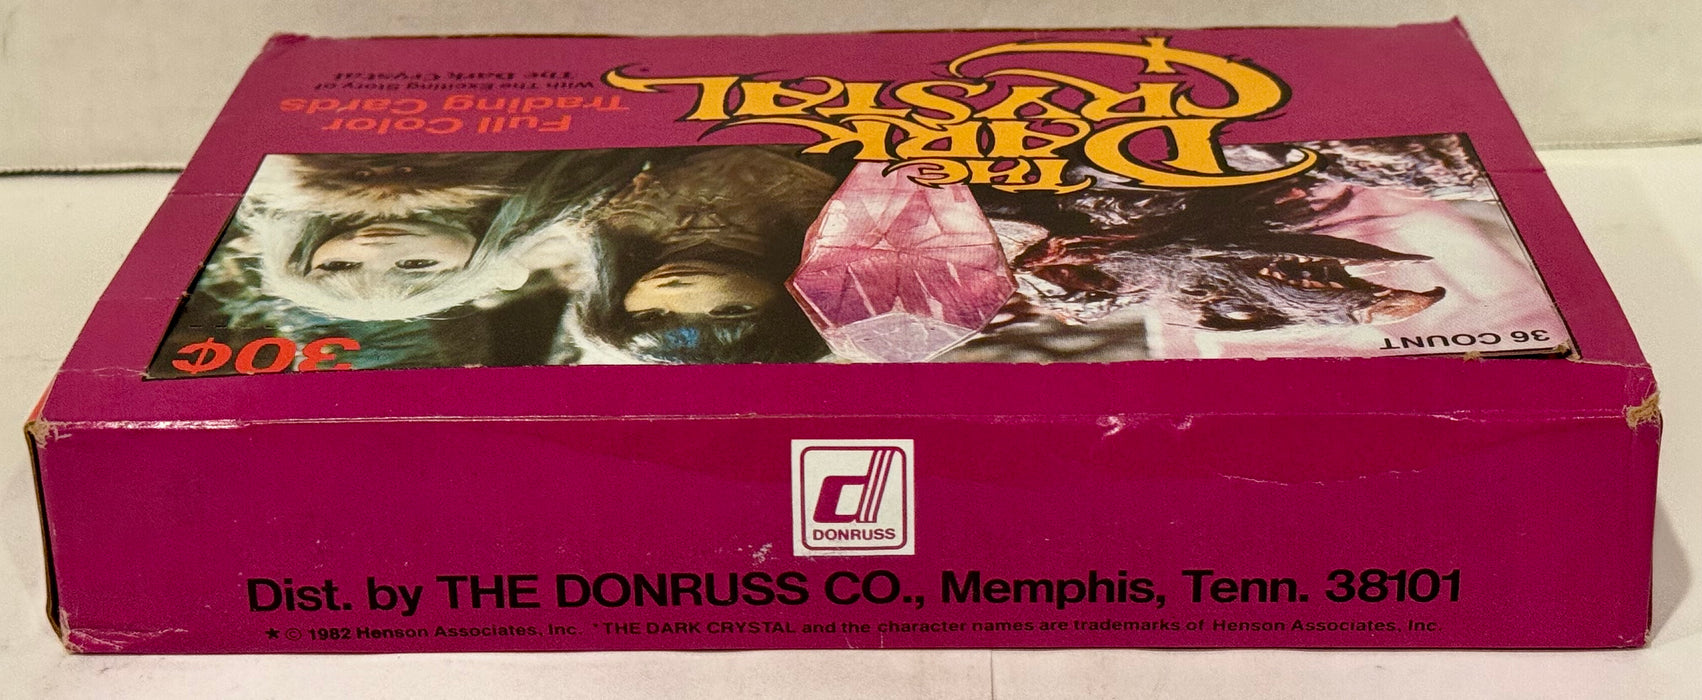 THE
DARK
CRYSTAL
Full Color
Trading Cards
With The Exciting Story of
The Dark Crystal
36 COUNT
30¢
DONRUSS
Dist. by THE DONRUSS CO., Memphis, Tenn. 38101
★ © 1982 Henson Associates, Inc. *THE DARK CRYSTAL and the character names are trademarks of Henson Associates, Inc.